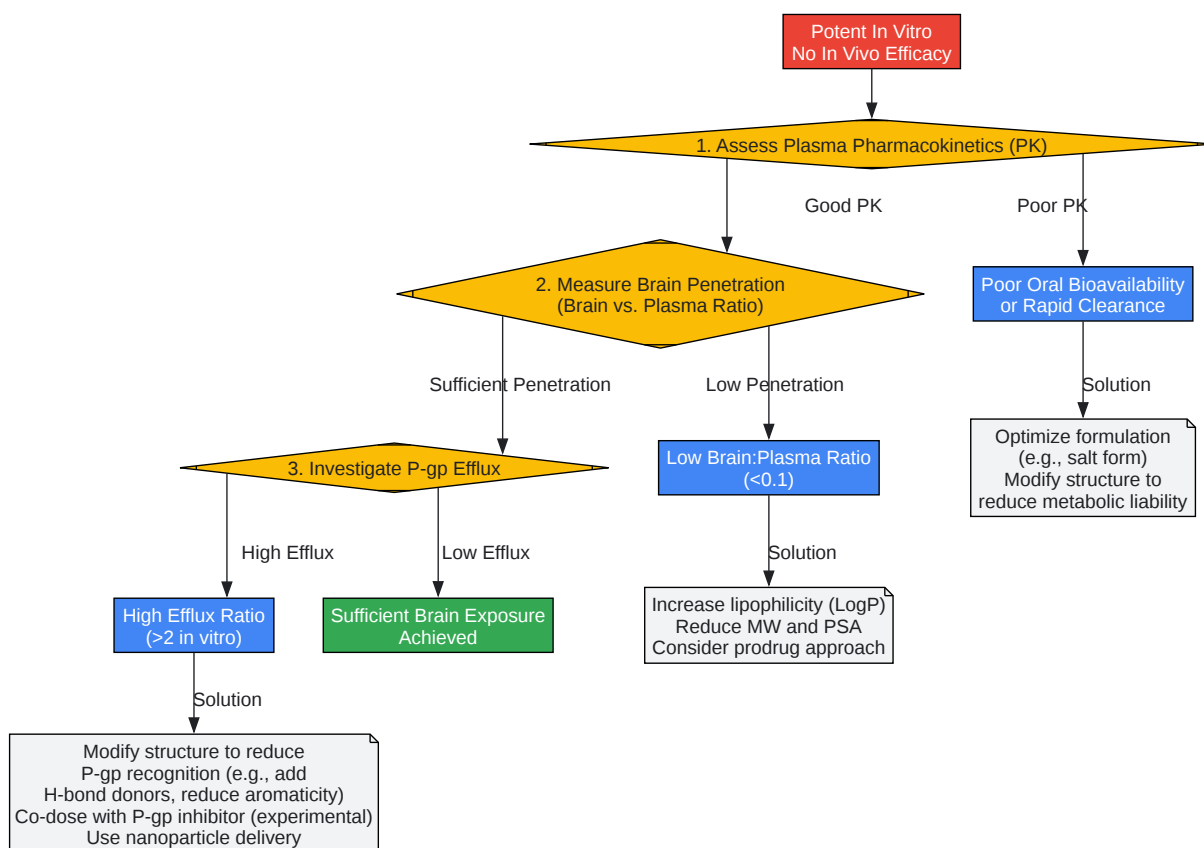 Potent In Vitro
No In Vivo Efficacy
1. Assess Plasma Pharmacokinetics (PK)
Good PK
Poor PK
2. Measure Brain Penetration
(Brain vs. Plasma Ratio)
Poor Oral Bioavailability
or Rapid Clearance
Sufficient Penetration
Low Penetration
Solution
3. Investigate P-gp Efflux
Low Brain:Plasma Ratio
(<0.1)
Optimize formulation
(e.g., salt form)
Modify structure to
reduce metabolic liability
High Efflux
Low Efflux
Solution
High Efflux Ratio
(>2 in vitro)
Sufficient Brain Exposure
Achieved
Increase lipophilicity (LogP)
Reduce MW and PSA
Consider prodrug approach
Solution
Modify structure to reduce
P-gp recognition (e.g., add
H-bond donors, reduce aromaticity)
Co-dose with P-gp inhibitor (experimental)
Use nanoparticle delivery